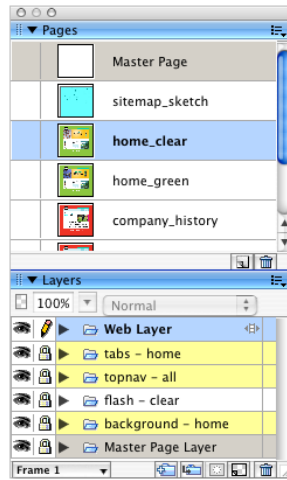 Pages
Master Page
sitemap_sketch
home_clear
home_green
company_history
Layers
100% Normal
Web Layer
tabs - home
topnav - all
flash - clear
background - home
Master Page Layer
Frame 1